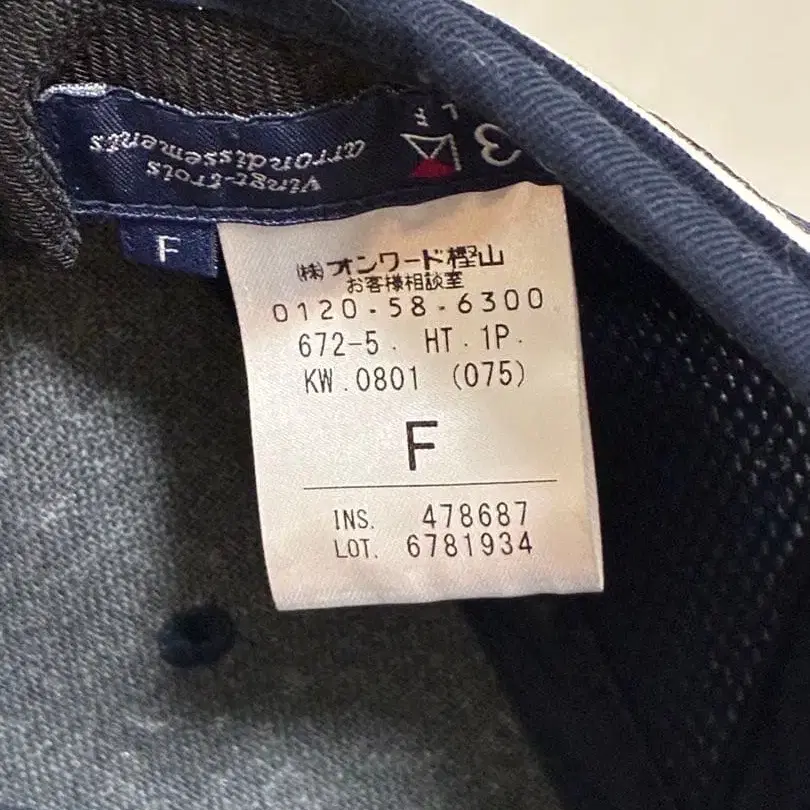 vingt-trois
arrondissements
23
L F
F
(株)オンワード樫山
お客様相談室
0120-58-6300
672-5. HT.1P.
KW.0801 (075)
F
INS. 478687
LOT. 6781934